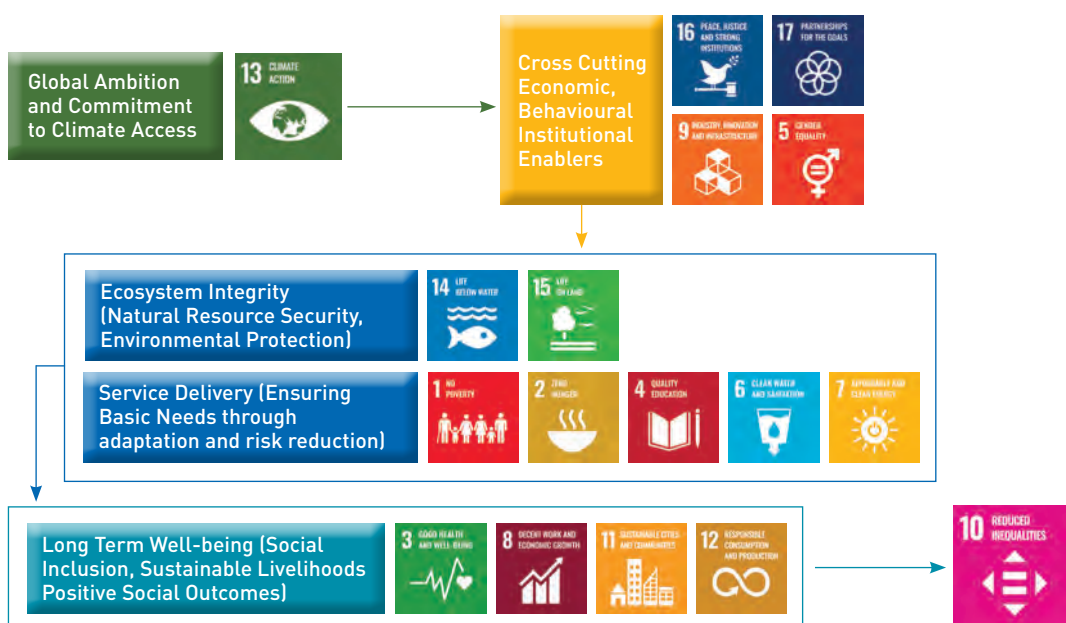 Global Ambition
and Commitment
to Climate Access
13 CLIMATE
ACTION
Cross Cutting
Economic,
Behavioural
Institutional
Enablers
16 PEACE, JUSTICE
AND STRONG
INSTITUTIONS
17 PARTNERSHIPS
FOR THE GOALS
9 INDUSTRY, INNOVATION
AND INFRASTRUCTURE
5 GENDER
EQUALITY
Ecosystem Integrity
(Natural Resource Security,
Environmental Protection)
14 LIFE
BELOW WATER
15 LIFE
ON LAND
Service Delivery (Ensuring
Basic Needs through
adaptation and risk reduction)
1 NO
POVERTY
2 ZERO
HUNGER
4 QUALITY
EDUCATION
6 CLEAN WATER
AND SANITATION
7 AFFORDABLE AND
CLEAN ENERGY
Long Term Well-being (Social
Inclusion, Sustainable Livelihoods
Positive Social Outcomes)
3 GOOD HEALTH
AND WELL-BEING
8 DECENT WORK AND
ECONOMIC GROWTH
11 SUSTAINABLE CITIES
AND COMMUNITIES
12 RESPONSIBLE
CONSUMPTION
AND PRODUCTION
10 REDUCED
INEQUALITIES